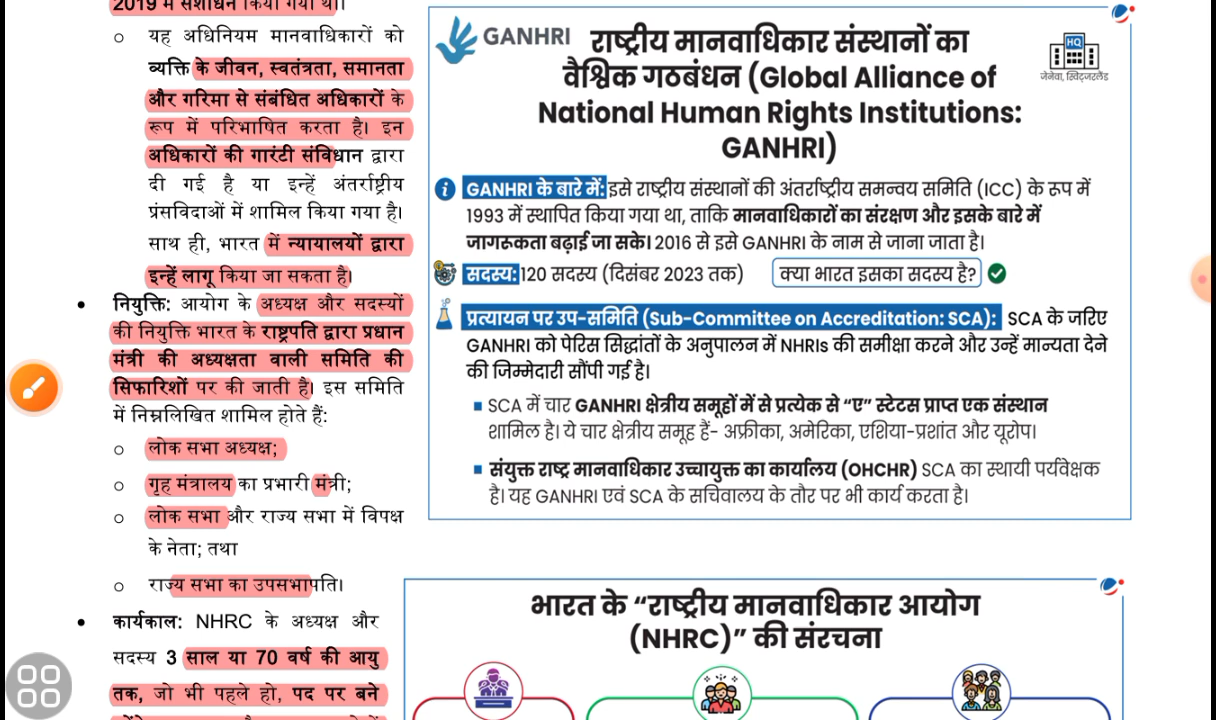 2019 में संशोधन किया गया था।
o यह अधिनियम मानवाधिकारों को
व्यक्ति के जीवन, स्वतंत्रता, समानता
और गरिमा से संबंधित अधिकारों के
रूप में परिभाषित करता है। इन
अधिकारों की गारंटी संविधान द्वारा
दी गई है या इन्हें अंतर्राष्ट्रीय
प्रंसविदाओं में शामिल किया गया है।
साथ ही, भारत में न्यायालयों द्वारा
इन्हें लागू किया जा सकता है।
• नियुक्ति: आयोग के अध्यक्ष और सदस्यों
की नियुक्ति भारत के राष्ट्रपति द्वारा प्रधान
मंत्री की अध्यक्षता वाली समिति की
सिफारिशों पर की जाती है। इस समिति
में निम्नलिखित शामिल होते हैं:
o लोक सभा अध्यक्ष;
o गृह मंत्रालय का प्रभारी मंत्री;
o लोक सभा और राज्य सभा में विपक्ष
के नेता; तथा
o राज्य सभा का उपसभापति।
• कार्यकाल: NHRC के अध्यक्ष और
सदस्य 3 साल या 70 वर्ष की आयु
तक, जो भी पहले हो, पद पर बने
GANHRI
राष्ट्रीय मानवाधिकार संस्थानों का
वैश्विक गठबंधन (Global Alliance of
National Human Rights Institutions:
GANHRI)
HQ
जेनेवा, स्विट्जरलैंड
GANHRI के बारे में: इसे राष्ट्रीय संस्थानों की अंतर्राष्ट्रीय समन्वय समिति (ICC) के रूप में
1993 में स्थापित किया गया था, ताकि मानवाधिकारों का संरक्षण और इसके बारे में
जागरूकता बढ़ाई जा सके। 2016 से इसे GANHRI के नाम से जाना जाता है।
सदस्य: 120 सदस्य (दिसंबर 2023 तक) क्या भारत इसका सदस्य है?
प्रत्यायन पर उप-समिति (Sub-Committee on Accreditation: SCA): SCA के जरिए
GANHRI को पेरिस सिद्धांतों के अनुपालन में NHRIs की समीक्षा करने और उन्हें मान्यता देने
की जिम्मेदारी सौंपी गई है।
■ SCA में चार GANHRI क्षेत्रीय समूहों में से प्रत्येक से “ए” स्टेटस प्राप्त एक संस्थान
शामिल है। ये चार क्षेत्रीय समूह हैं- अफ्रीका, अमेरिका, एशिया-प्रशांत और यूरोप।
■ संयुक्त राष्ट्र मानवाधिकार उच्चायुक्त का कार्यालय (OHCHR) SCA का स्थायी पर्यवेक्षक
है। यह GANHRI एवं SCA के सचिवालय के तौर पर भी कार्य करता है।
भारत के “राष्ट्रीय मानवाधिकार आयोग
(NHRC)” की संरचना